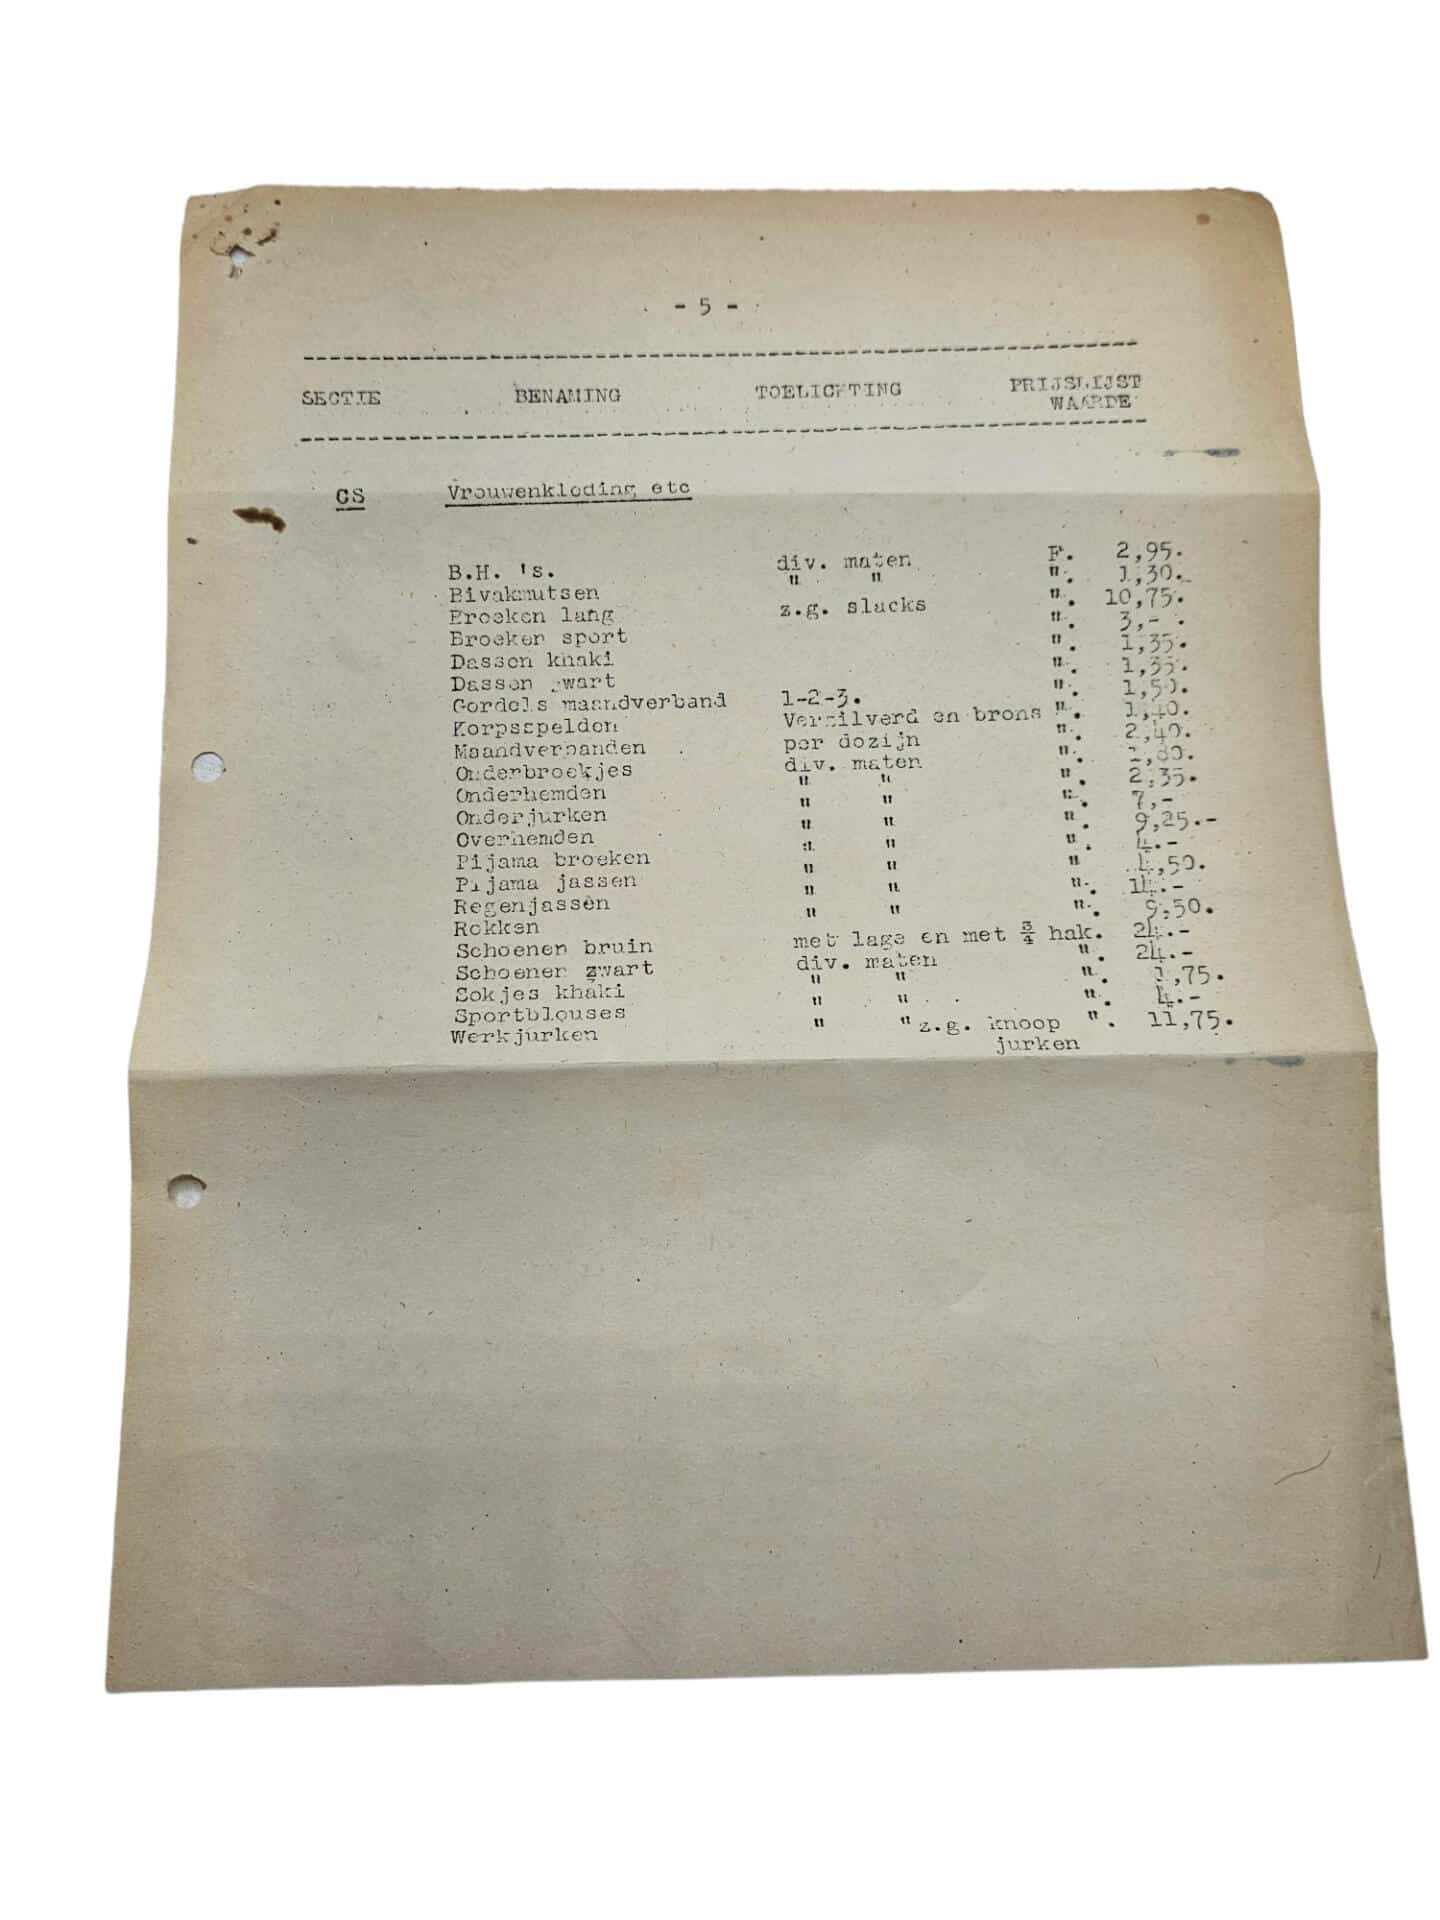 - 5 -
SECTIE BENAMING TOELICHTING PRIJSLIJST
WAARDE
CS Vrouwenkleding etc
B.H. 's. div. maten F. 2,95.
Bivakmutsen " " ". 1,30.
Broeken lang z.g. slacks ". 10,75.
Broeken sport ". 3,- .
Dassen khaki ". 1,35.
Dassen zwart ". 1,35.
Gordels maandverband 1-2-3. ". 1,50.
Korpsspelden Verzilverd en brons ". 1,40.
Maandverbanden per dozijn ". 2,40.
Onderbroekjes div. maten ". ,80.
Onderhemden " " ". 2,35.
Onderjurken " " ". 7,-
Overhemden " " ". 9,25.-
Pijama broeken " " ". 4.-
Pijama jassen " " " 4,50.
Regenjassen " " ". 14.-
Rokken " " ". 9,50.
Schoenen bruin met lage en met ¾ hak. 24.-
Schoenen zwart div. maten ". 24.-
Sokjes khaki " " ". 1,75.
Sportblouses " " ". 4.-
Werkjurken " " z.g. knoop ". 11,75.
jurken